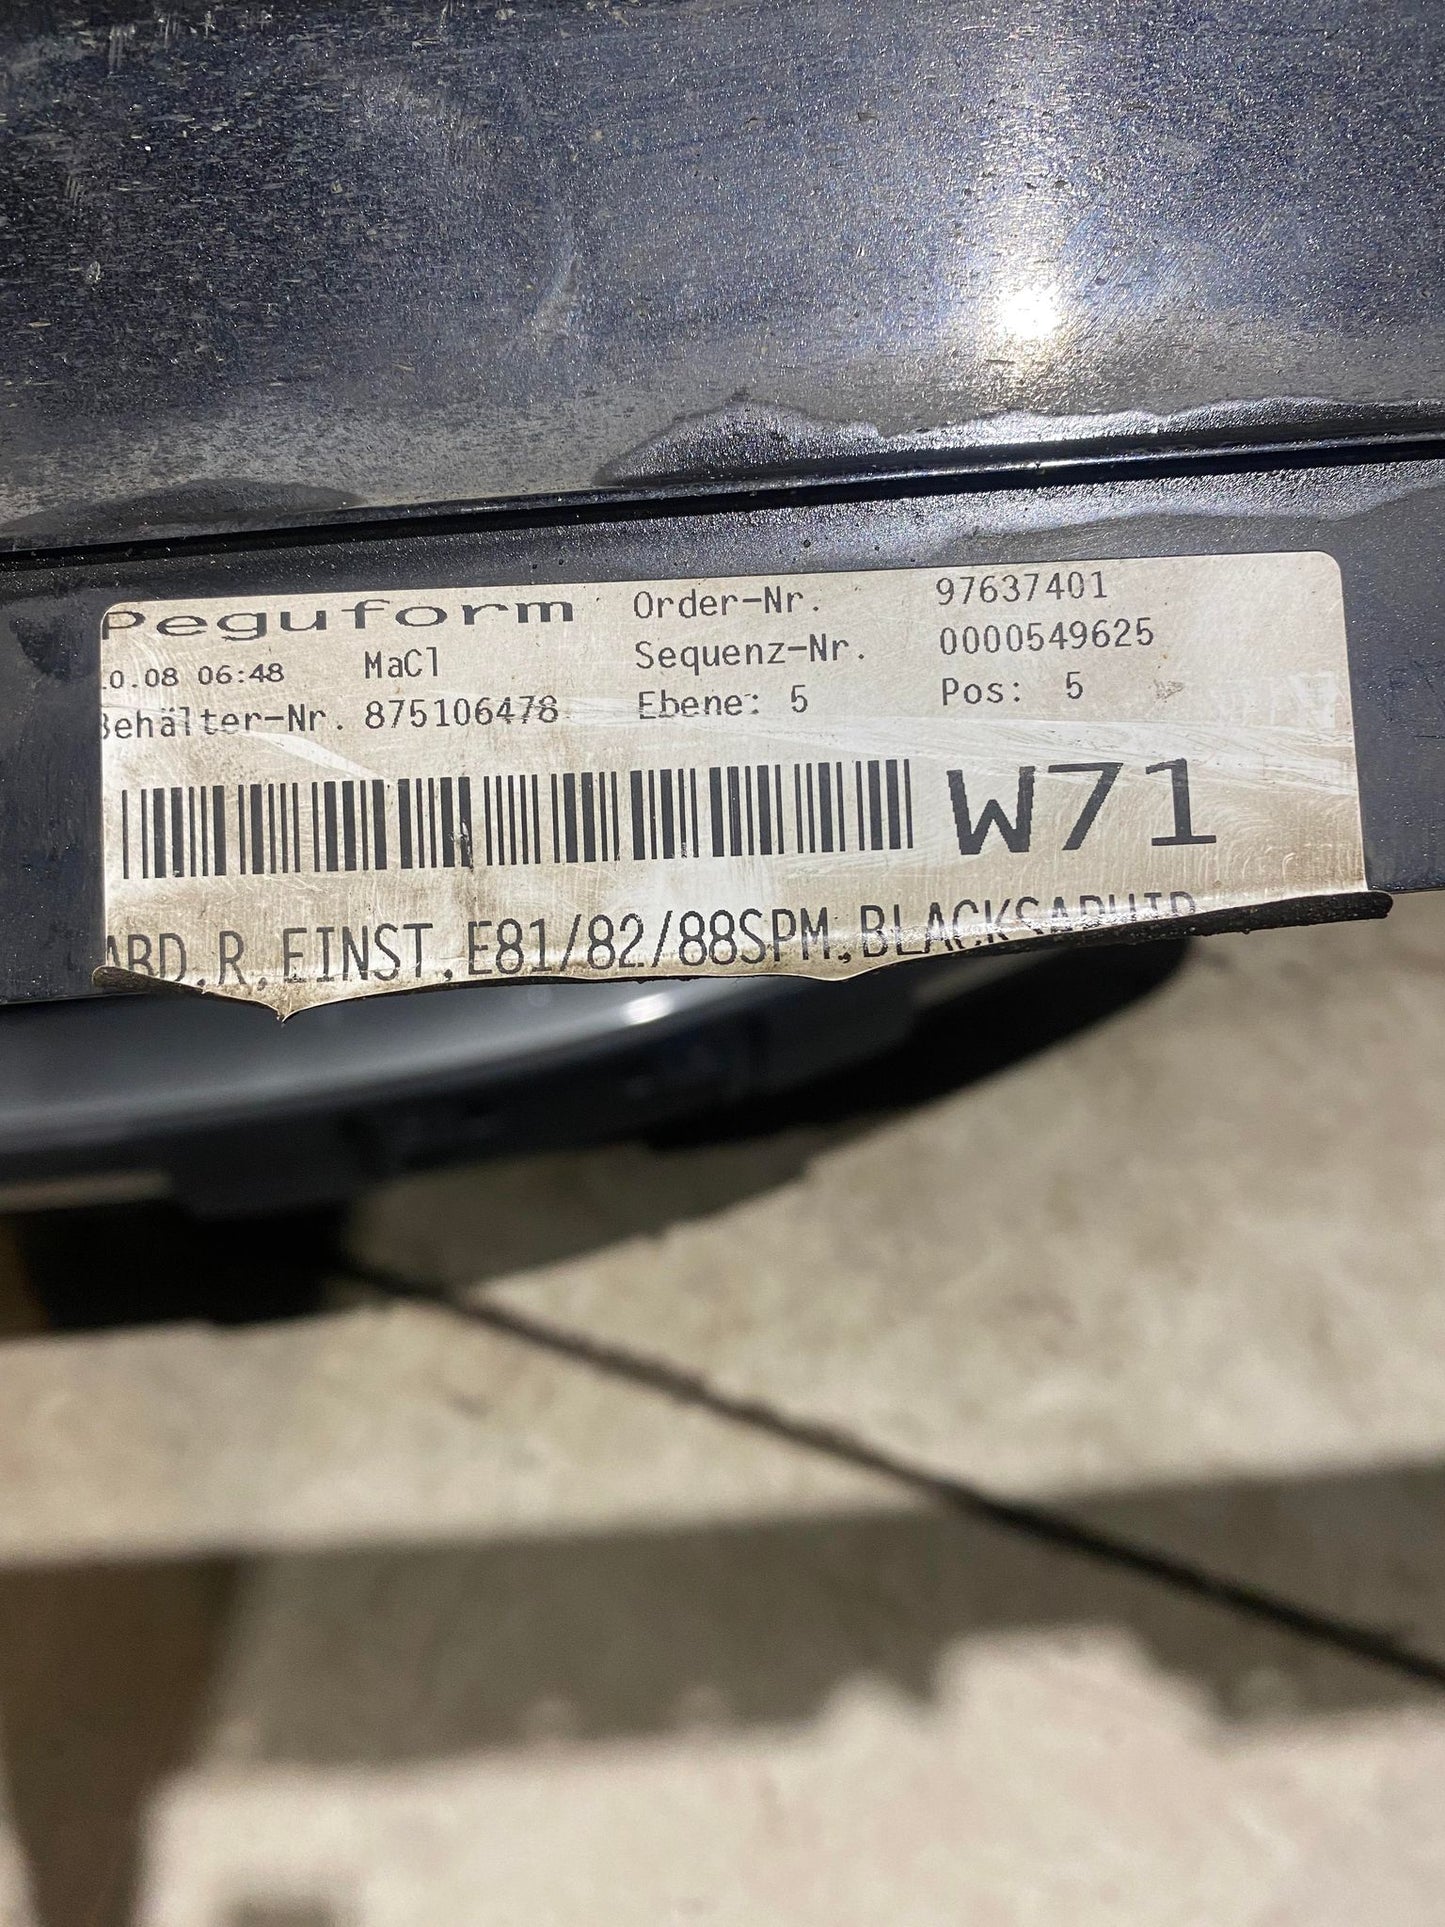 Peguform Order-Nr. 97637401
.0.08 06:48 MaCl Sequenz-Nr. 0000549625
Behälter-Nr. 875106478 Ebene: 5 Pos: 5
W71
ABD,R,EINST,E81/82/88SPM,BLACKSAPHIR